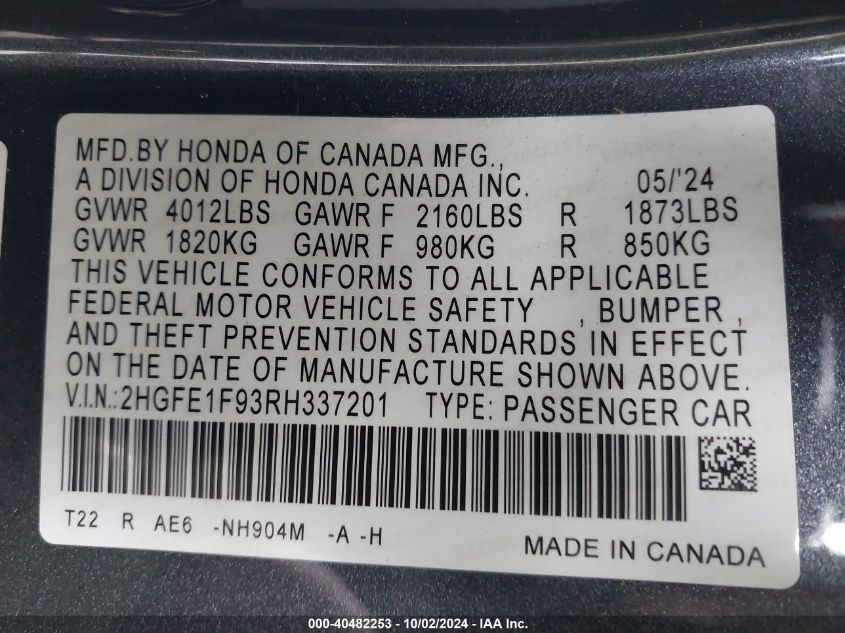 MFD.BY HONDA OF CANADA MFG.,
A DIVISION OF HONDA CANADA INC. 05/'24
GVWR 4012LBS GAWR F 2160LBS R 1873LBS
GVWR 1820KG GAWR F 980KG R 850KG
THIS VEHICLE CONFORMS TO ALL APPLICABLE
FEDERAL MOTOR VEHICLE SAFETY , BUMPER ,
AND THEFT PREVENTION STANDARDS IN EFFECT
ON THE DATE OF MANUFACTURE SHOWN ABOVE.
V.I.N.:2HGFE1F93RH337201 TYPE: PASSENGER CAR
T22 R AE6 -NH904M -A -H
MADE IN CANADA
000-40482253 - 10/02/2024 - IAA Inc.